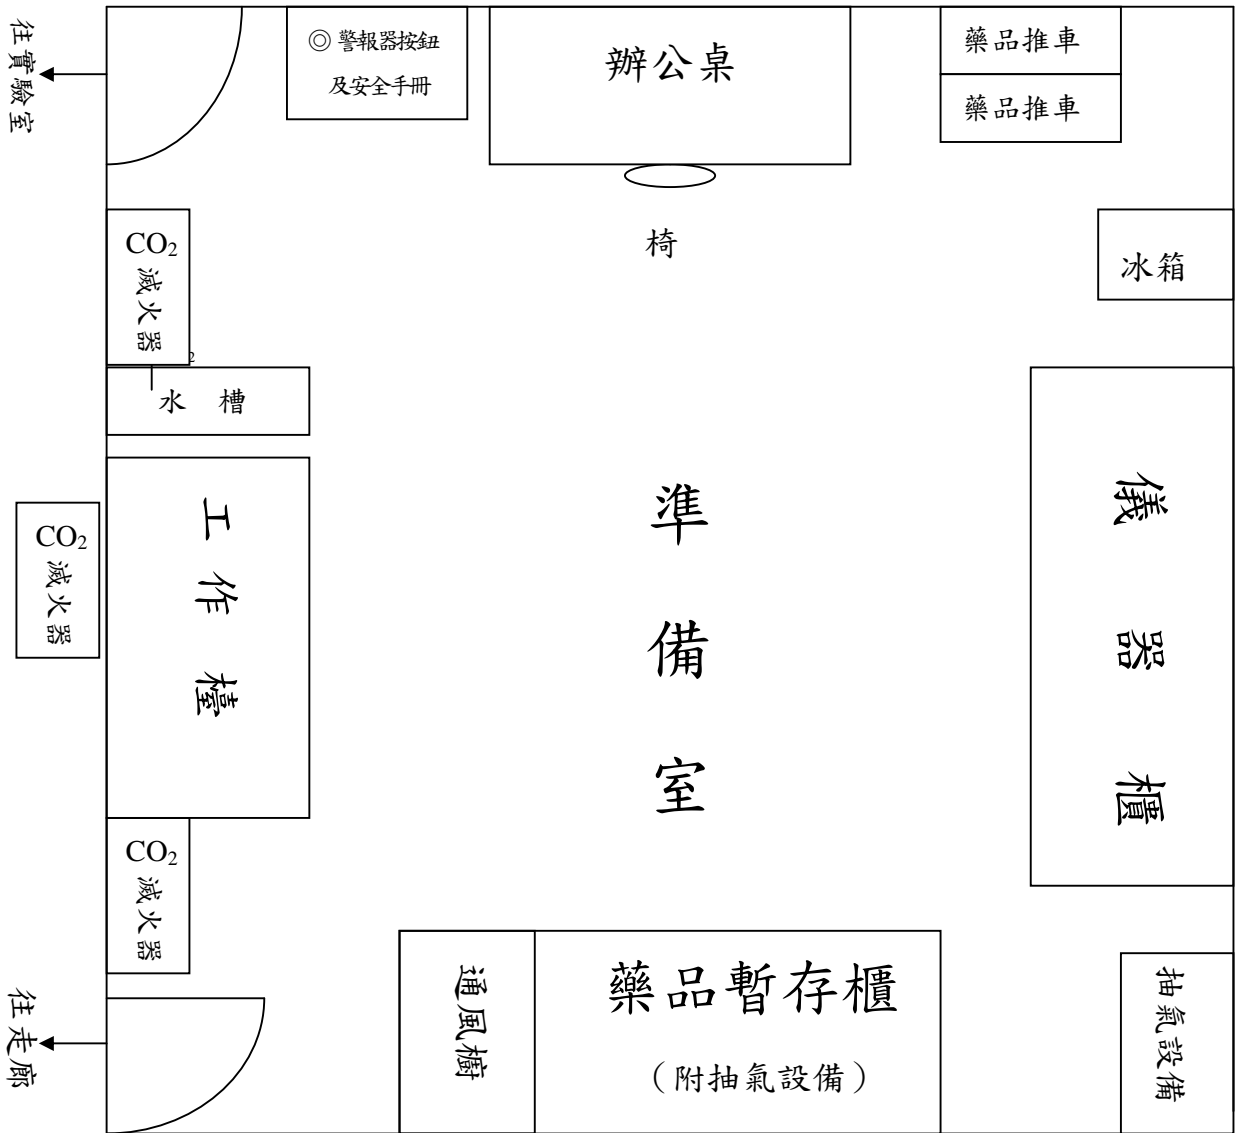 往實驗室
◎ 警報器按鈕
及安全手冊
辦公桌
藥品推車
藥品推車
椅
冰箱
CO₂
滅火器
2
水 槽
工作檯
CO₂
滅火器
準備室
儀器櫃
CO₂
滅火器
往走廊
通風櫥
藥品暫存櫃
（附抽氣設備）
抽氣設備